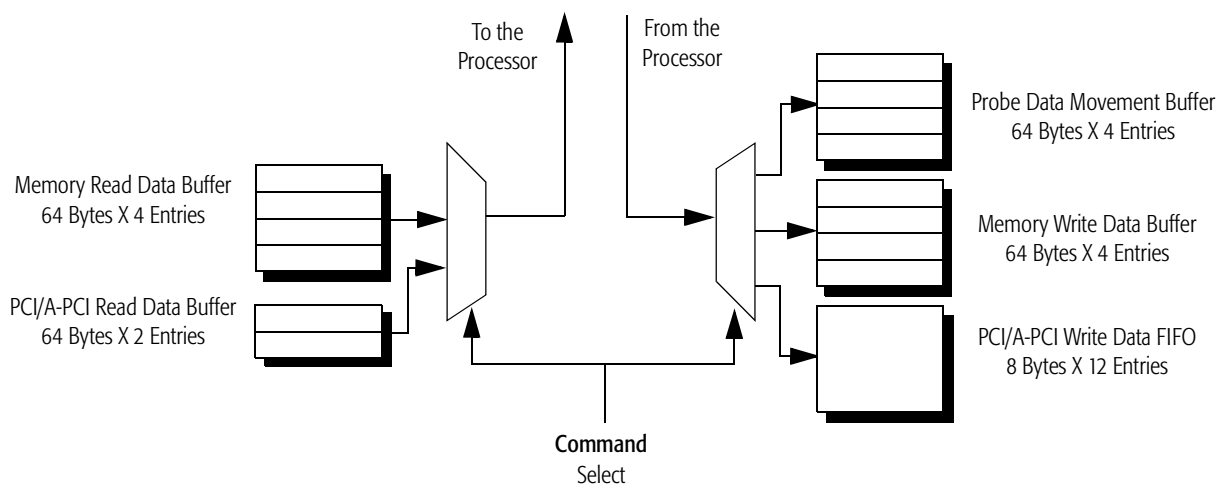 To the
Processor
From the
Processor
Memory Read Data Buffer
64 Bytes X 4 Entries
PCI/A-PCI Read Data Buffer
64 Bytes X 2 Entries
Probe Data Movement Buffer
64 Bytes X 4 Entries
Memory Write Data Buffer
64 Bytes X 4 Entries
PCI/A-PCI Write Data FIFO
8 Bytes X 12 Entries
Command
Select